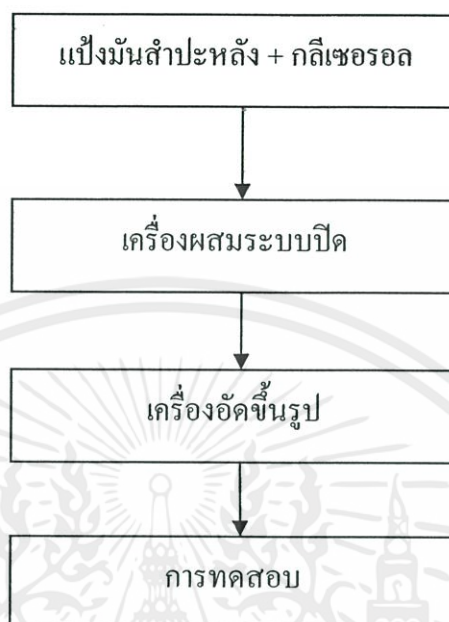 แป้งมันสำปะหลัง + กลีเซอรอล
เครื่องผสมระบบปิด
เครื่องอัดขึ้นรูป
การทดสอบ